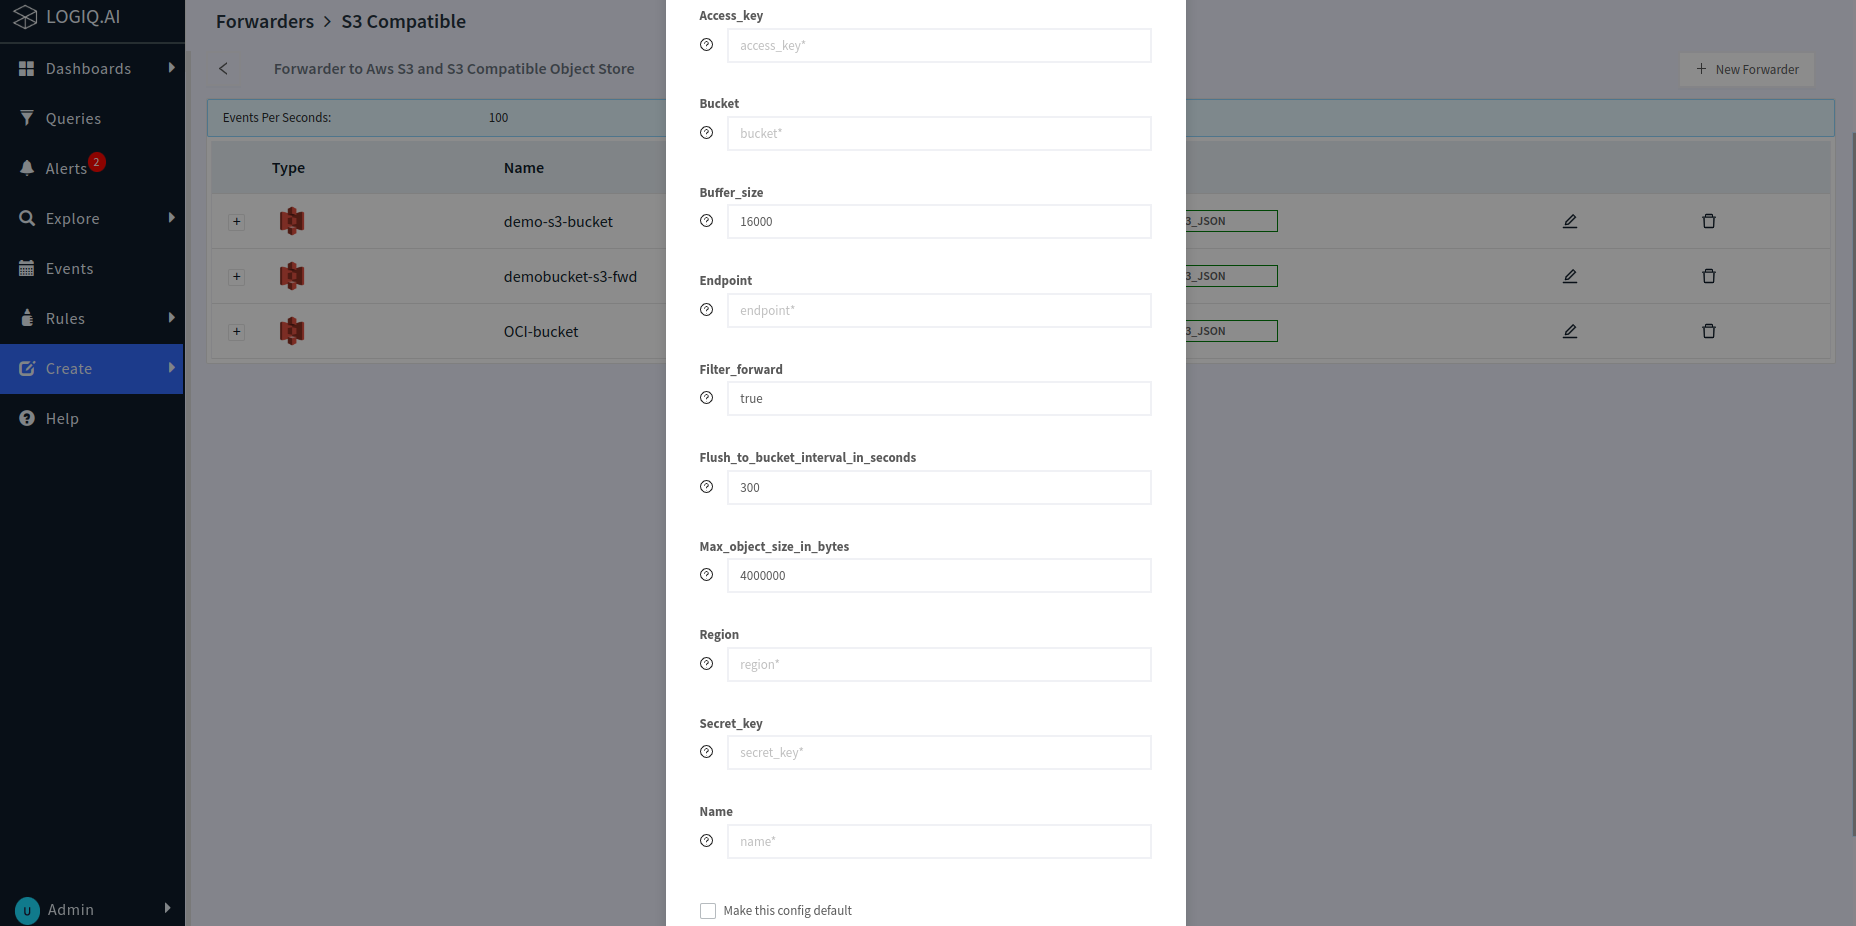 LOGIQ.AI
Dashboards
Queries
Alerts 2
Explore
Events
Rules
Create
Help
U Admin
Forwarders > S3 Compatible
Forwarder to Aws S3 and S3 Compatible Object Store
+ New Forwarder
Events Per Seconds: 100
Type Name
+ demo-s3-bucket 3_JSON
+ demobucket-s3-fwd 3_JSON
+ OCI-bucket 3_JSON
Access_key
access_key*
Bucket
bucket*
Buffer_size
16000
Endpoint
endpoint*
Filter_forward
true
Flush_to_bucket_interval_in_seconds
300
Max_object_size_in_bytes
4000000
Region
region*
Secret_key
secret_key*
Name
name*
Make this config default